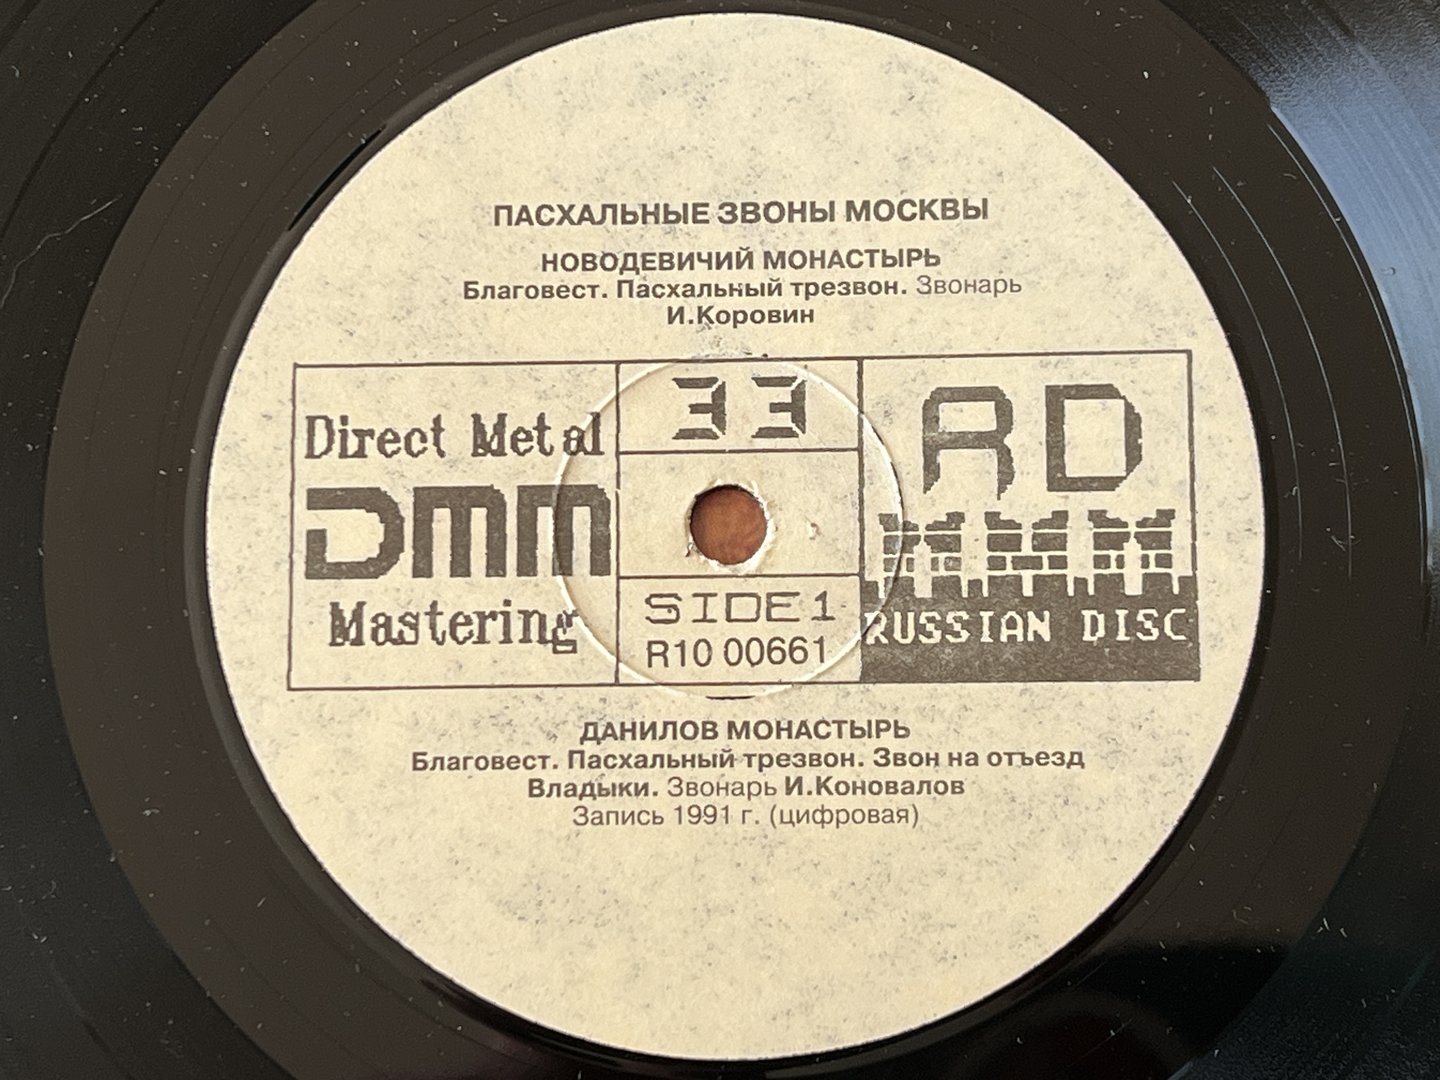 ПАСХАЛЬНЫЕ ЗВОНЫ МОСКВЫ
НОВОДЕВИЧИЙ МОНАСТЫРЬ
Благовест. Пасхальный трезвон. Звонарь
И.Коровин
Direct Metal
DMM
Mastering
33
SIDE 1
R10 00661
RD
RUSSIAN DISC
ДАНИЛОВ МОНАСТЫРЬ
Благовест. Пасхальный трезвон. Звон на отъезд
Владыки. Звонарь И.Коновалов
Запись 1991 г. (цифровая)